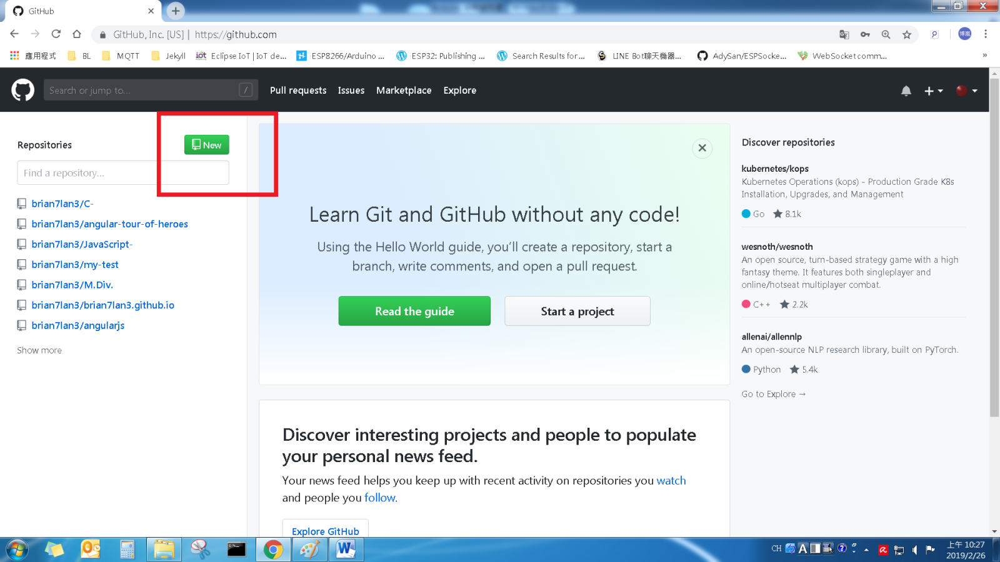 GitHub
GitHub, Inc. [US] | https://github.com
博嵐
應用程式
BL
MQTT
Jekyll
iot Eclipse IoT | IoT de...
ESP8266/Arduino ...
ESP32: Publishing ...
Search Results for ...
LINE Bot聊天機器...
AdySan/ESPSocke...
WebSocket comm...
»
Search or jump to...
/
Pull requests
Issues
Marketplace
Explore
Repositories
New
Find a repository...
brian7lan3/C-
brian7lan3/angular-tour-of-heroes
brian7lan3/JavaScript-
brian7lan3/my-test
brian7lan3/M.Div.
brian7lan3/brian7lan3.github.io
brian7lan3/angularjs
Show more
Learn Git and GitHub without any code!
Using the Hello World guide, you’ll create a repository, start a
branch, write comments, and open a pull request.
Read the guide
Start a project
Discover interesting projects and people to populate
your personal news feed.
Your news feed helps you keep up with recent activity on repositories you watch
and people you follow.
Explore GitHub
Discover repositories
kubernetes/kops
Kubernetes Operations (kops) - Production Grade K8s
Installation, Upgrades, and Management
Go 8.1k
wesnoth/wesnoth
An open source, turn-based strategy game with a high
fantasy theme. It features both singleplayer and
online/hotseat multiplayer combat.
C++ 2.2k
allenai/allennlp
An open-source NLP research library, built on PyTorch.
Python 5.4k
Go to Explore →
CH
上午 10:27
2019/2/26